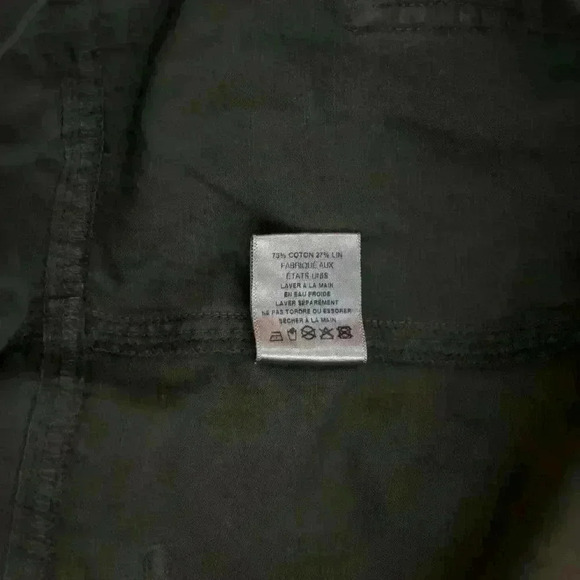 73% COTON 27% LIN
FABRIQUÉ AUX
ÉTATS UNIS
LAVER À LA MAIN
EN EAU FROIDE
LAVER SEPARÉMENT
NE PAS TORDRE OU ESSORER
SÉCHER À LA MAIN